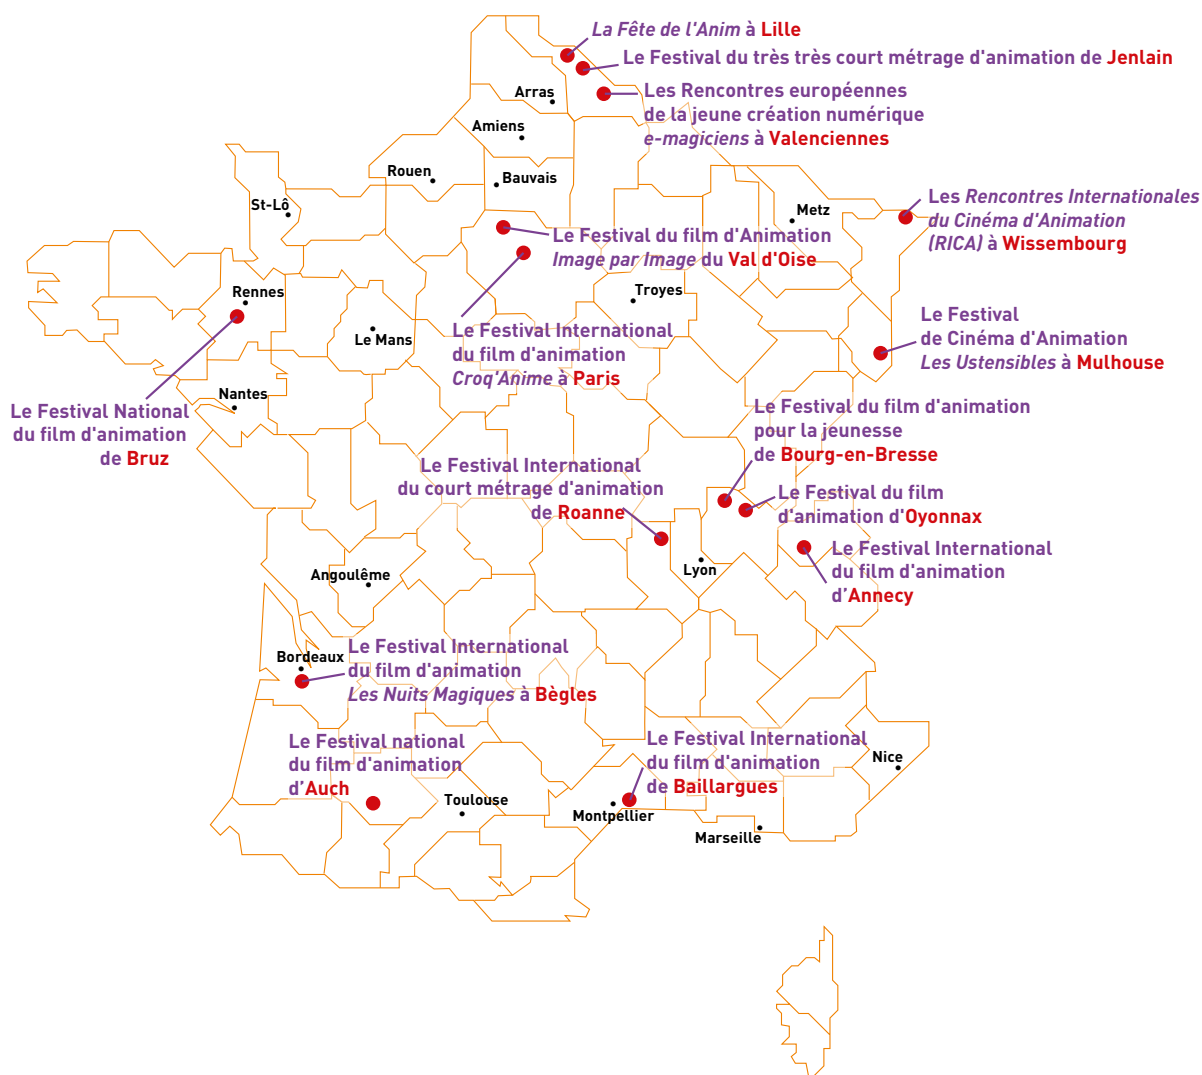 La Fête de l'Anim à Lille
Le Festival du très très court métrage d'animation de Jenlain
Les Rencontres européennes
de la jeune création numérique
e-magiciens à Valenciennes
Arras
Amiens
Rouen
Bauvais
St-Lô
Metz
Les Rencontres Internationales
du Cinéma d'Animation
(RICA) à Wissembourg
Le Festival du film d'Animation
Image par Image du Val d'Oise
Rennes
Troyes
Le Mans
Le Festival International
du film d'animation
Croq'Anime à Paris
Le Festival
de Cinéma d'Animation
Les Ustensibles à Mulhouse
Nantes
Le Festival National
du film d'animation
de Bruz
Le Festival du film d'animation
pour la jeunesse
de Bourg-en-Bresse
Le Festival International
du court métrage d'animation
de Roanne
Le Festival du film
d'animation d'Oyonnax
Lyon
Le Festival International
du film d'animation
d’Annecy
Angoulême
Bordeaux
Le Festival International
du film d'animation
Les Nuits Magiques à Bègles
Le Festival national
du film d'animation
d’Auch
Toulouse
Le Festival International
du film d'animation
de Baillargues
Montpellier
Nice
Marseille